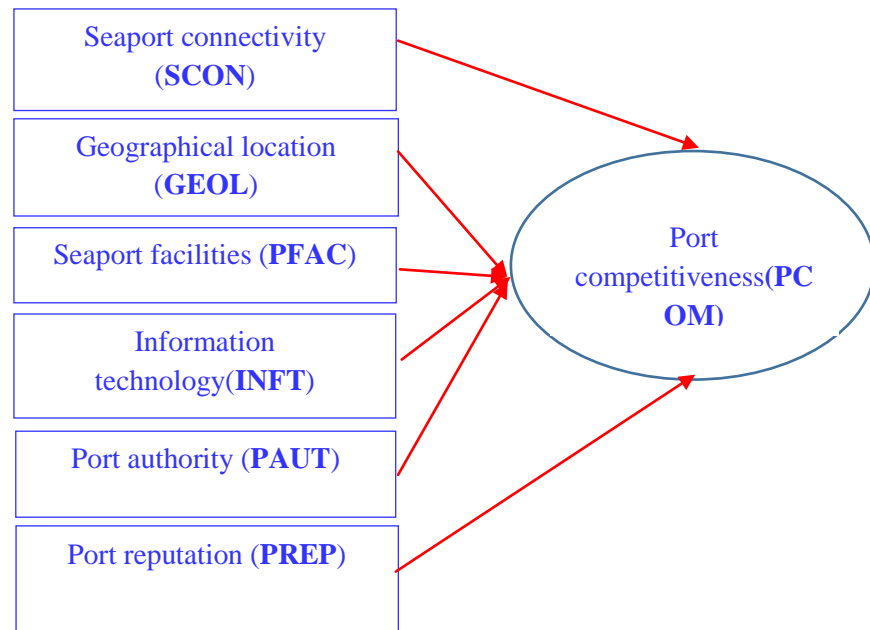 Seaport connectivity
(SCON)
Geographical location
(GEOL)
Seaport facilities (PFAC)
Information
technology(INFT)
Port authority (PAUT)
Port reputation (PREP)
Port
competitiveness(PC
OM)